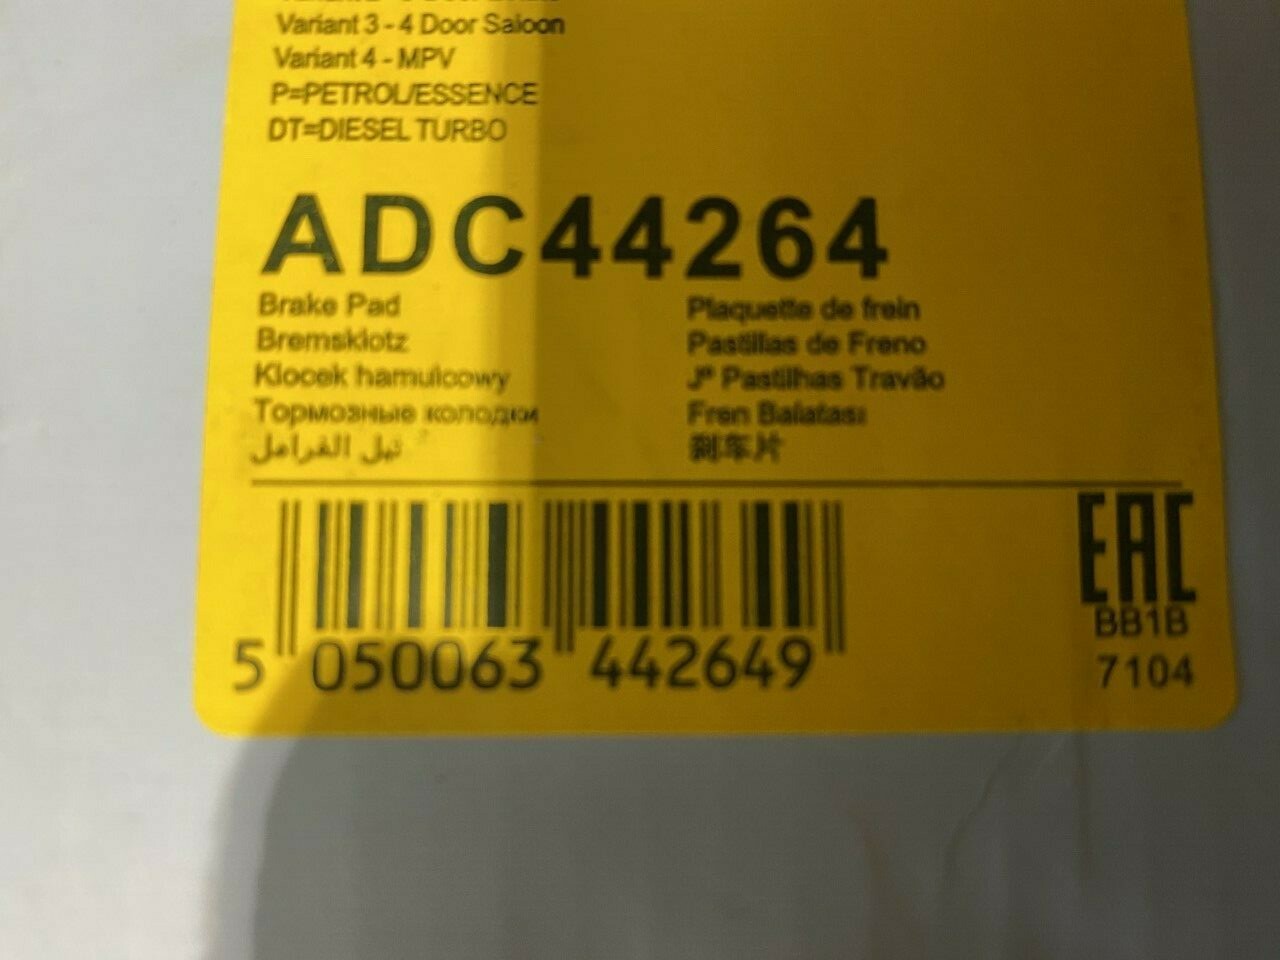 Variant 3 - 4 Door Saloon
Variant 4 - MPV
P=PETROL/ESSENCE
DT=DIESEL TURBO
ADC44264
Brake Pad
Bremsklotz
Klocek hamulcowy
Тормозные колодки
تيل الفرامل
Plaquette de frein
Pastillas de Freno
Jª Pastilhas Travão
Fren Balatası
刹车片
5 050063 442649
EAC
BB1B
7104